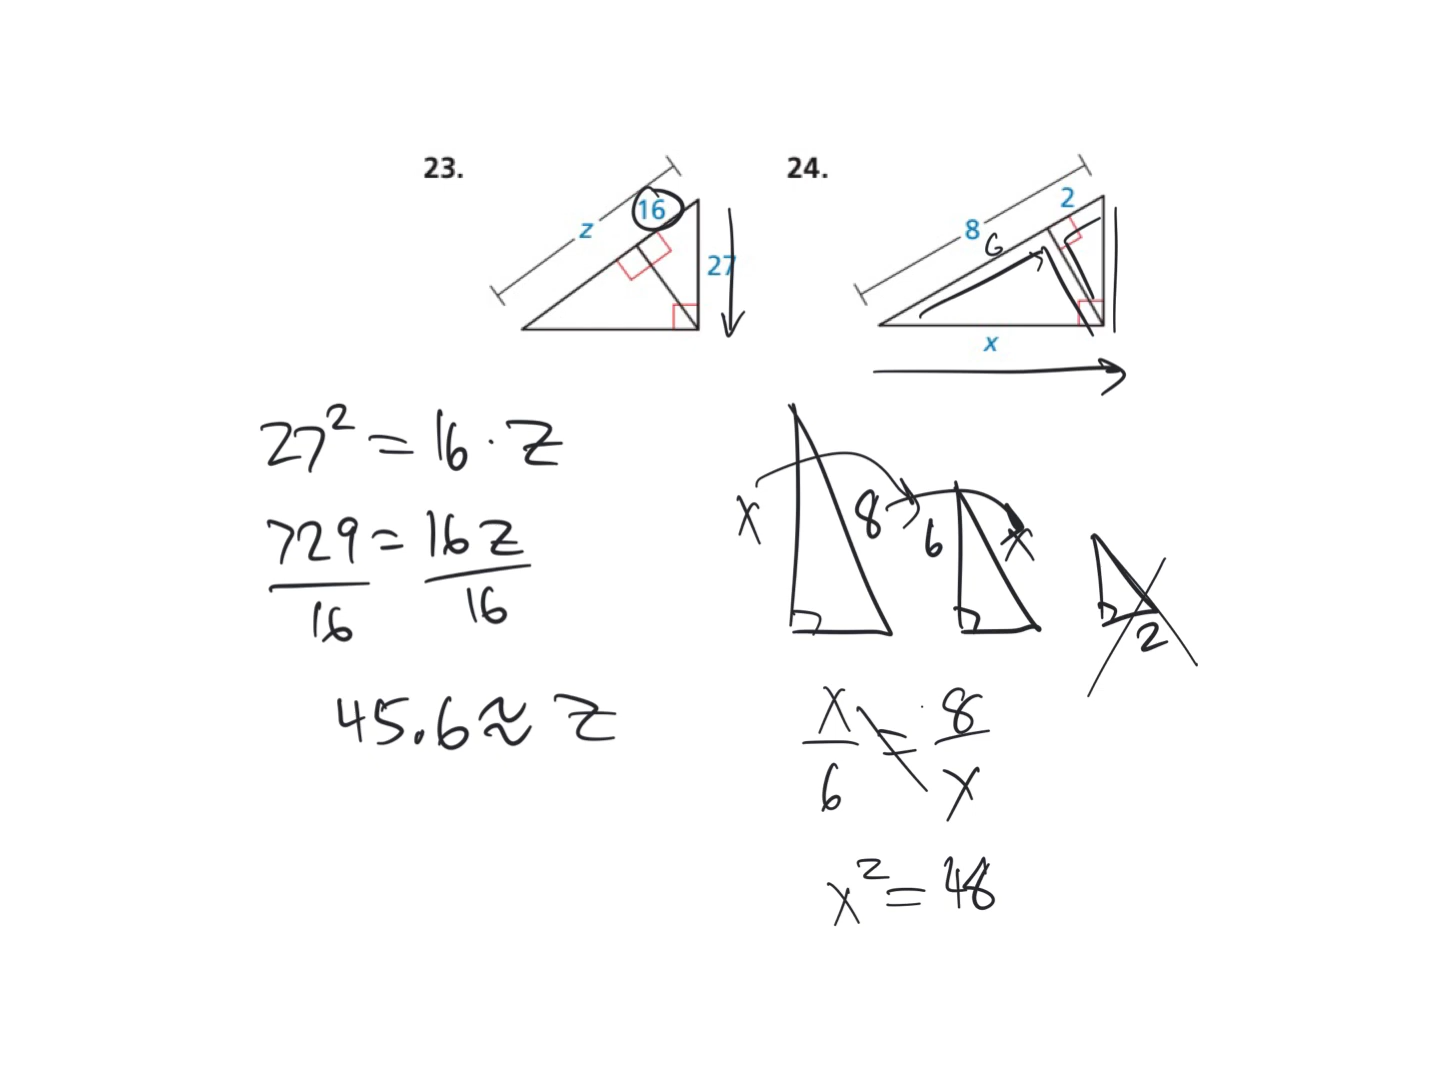 23.
16
z
27
27² = 16 · z
729 = 16 z
16 16
45.6 ≈ z
24.
2
8
6
x
x 8 6 x
2
x = 8
6 x
x² = 48